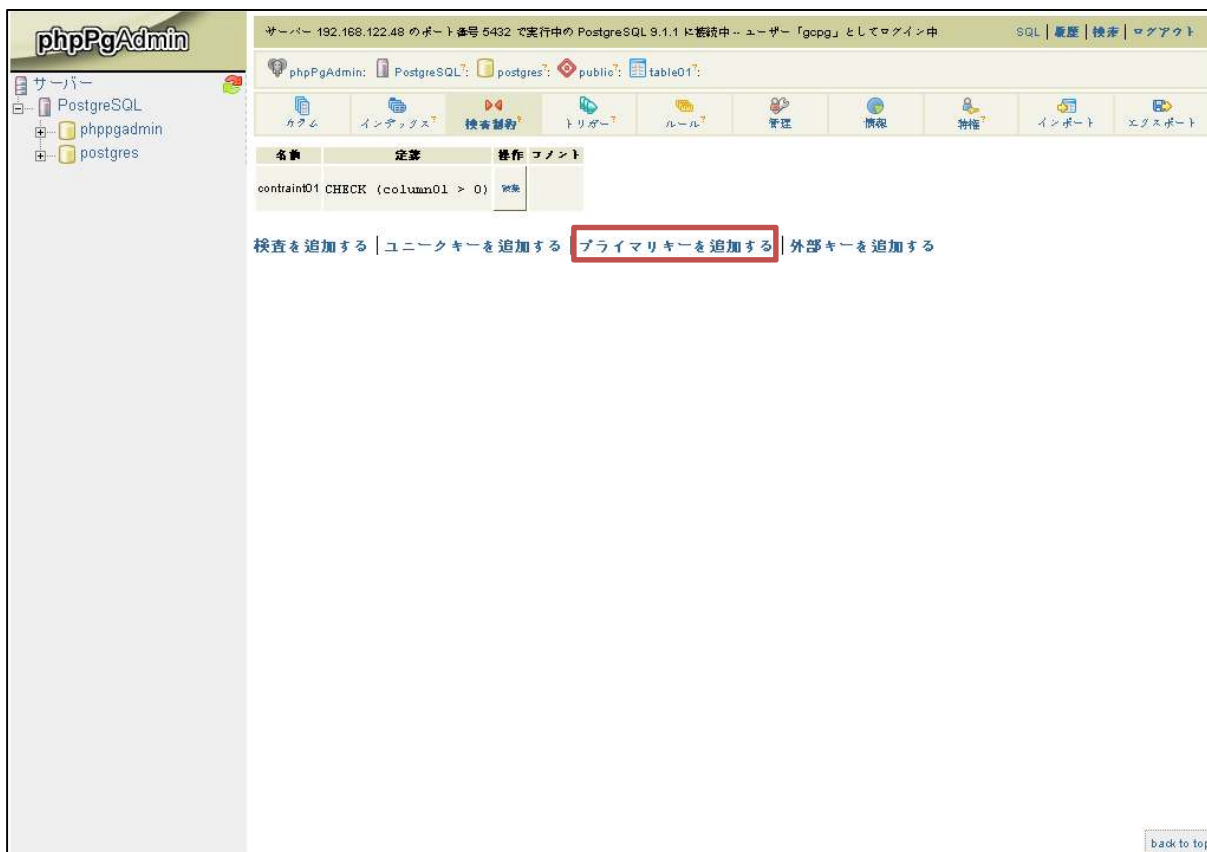 phpPgAdmin
サーバー 192.168.122.48 のポート番号 5432 で実行中の PostgreSQL 9.1.1 に接続中 -- ユーザー 「gopg」としてログイン中
SQL | 履歴 | 検索 | ログアウト
phpPgAdmin: PostgreSQL?: postgres?: public?: table01?:
サーバー
PostgreSQL
phppgadmin
postgres
カラム インデックス? 検査制約? トリガー? ルール? 管理 情報 特権? インポート エクスポート
名前 定義 操作 コメント
contraint01 CHECK (column01 > 0) 破棄
検査を追加する | ユニークキーを追加する | プライマリキーを追加する | 外部キーを追加する
back to top